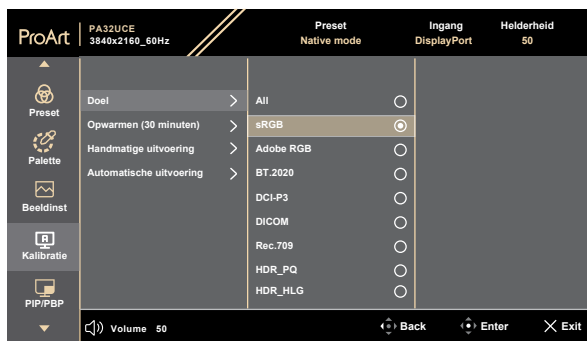 ProArt
PA32UCE
3840x2160_60Hz
Preset
Native mode
Ingang
DisplayPort
Helderheid
50
Preset
Palette
Beeldinst
Kalibratie
PIP/PBP
Doel
Opwarmen (30 minuten)
Handmatige uitvoering
Automatische uitvoering
All
sRGB
Adobe RGB
BT.2020
DCI-P3
DICOM
Rec.709
HDR_PQ
HDR_HLG
Volume 50
Back
Enter
Exit